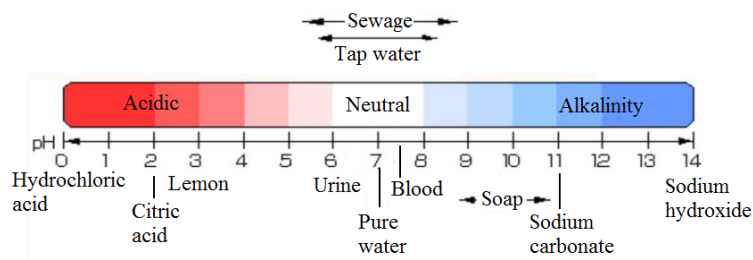 Sewage
Tap water
Acidic Neutral Alkalinity
pH
0 1 2 3 4 5 6 7 8 9 10 11 12 13 14
Hydrochloric
acid
Citric
acid
Lemon
Urine
Pure
water
Blood
Soap
Sodium
carbonate
Sodium
hydroxide